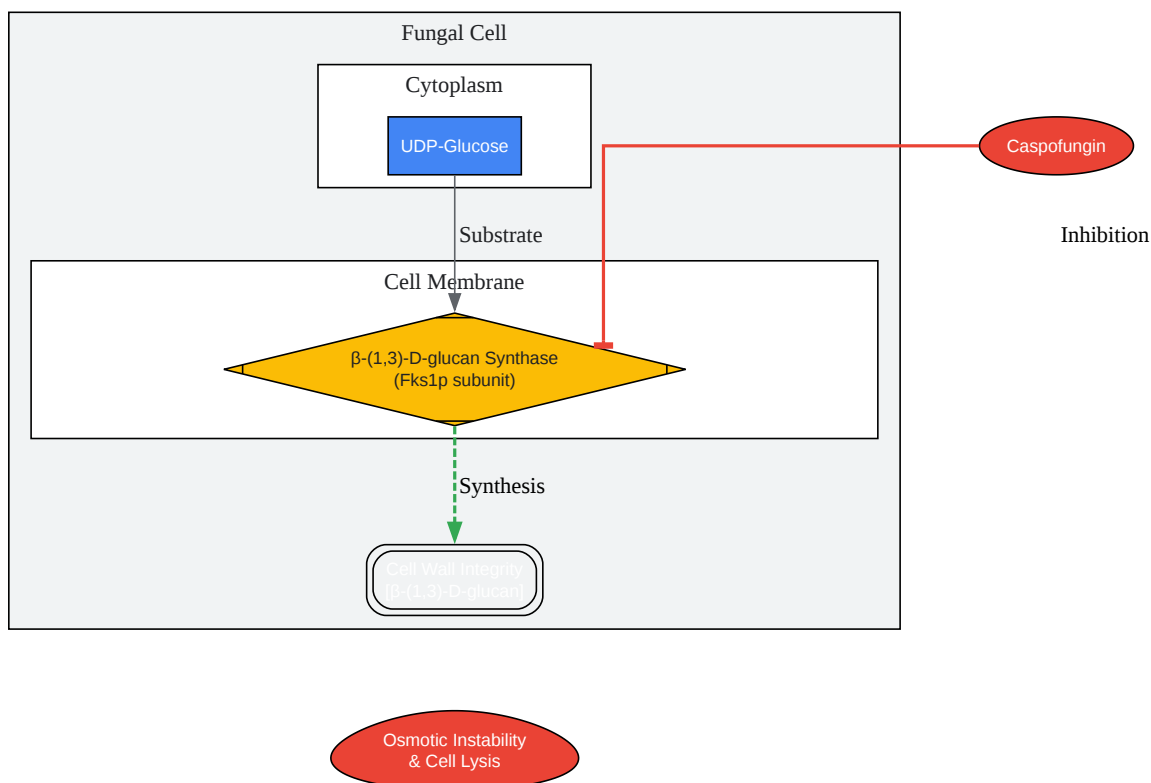 Fungal Cell
Cytoplasm
UDP-Glucose
Caspofungin
Substrate
Inhibition
Cell Membrane
β-(1,3)-D-glucan Synthase
(Fks1p subunit)
Synthesis
Cell Wall Integrity
[β-(1,3)-D-glucan]
Osmotic Instability
& Cell Lysis